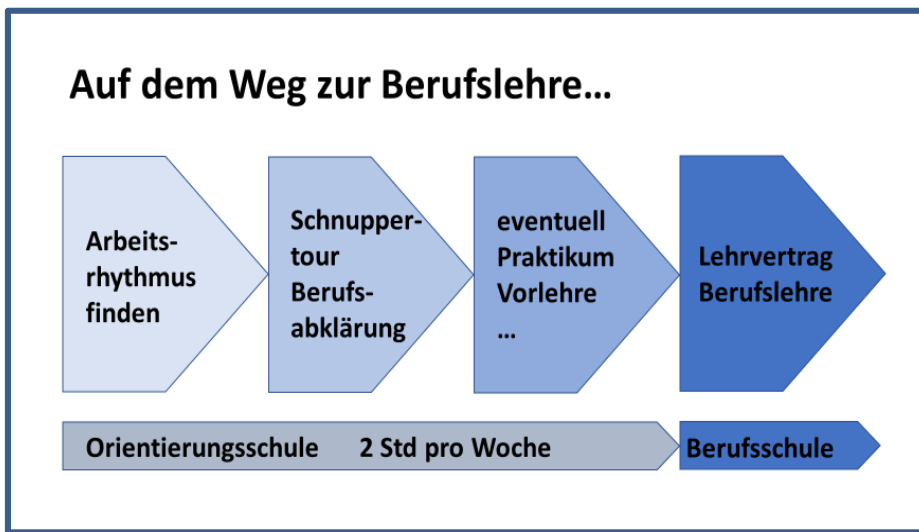 Auf dem Weg zur Berufslehre...
Arbeits-
rhythmus
finden
Schnupper-
tour
Berufs-
abklärung
eventuell
Praktikum
Vorlehre
...
Lehrvertrag
Berufslehre
Orientierungsschule 2 Std pro Woche
Berufsschule